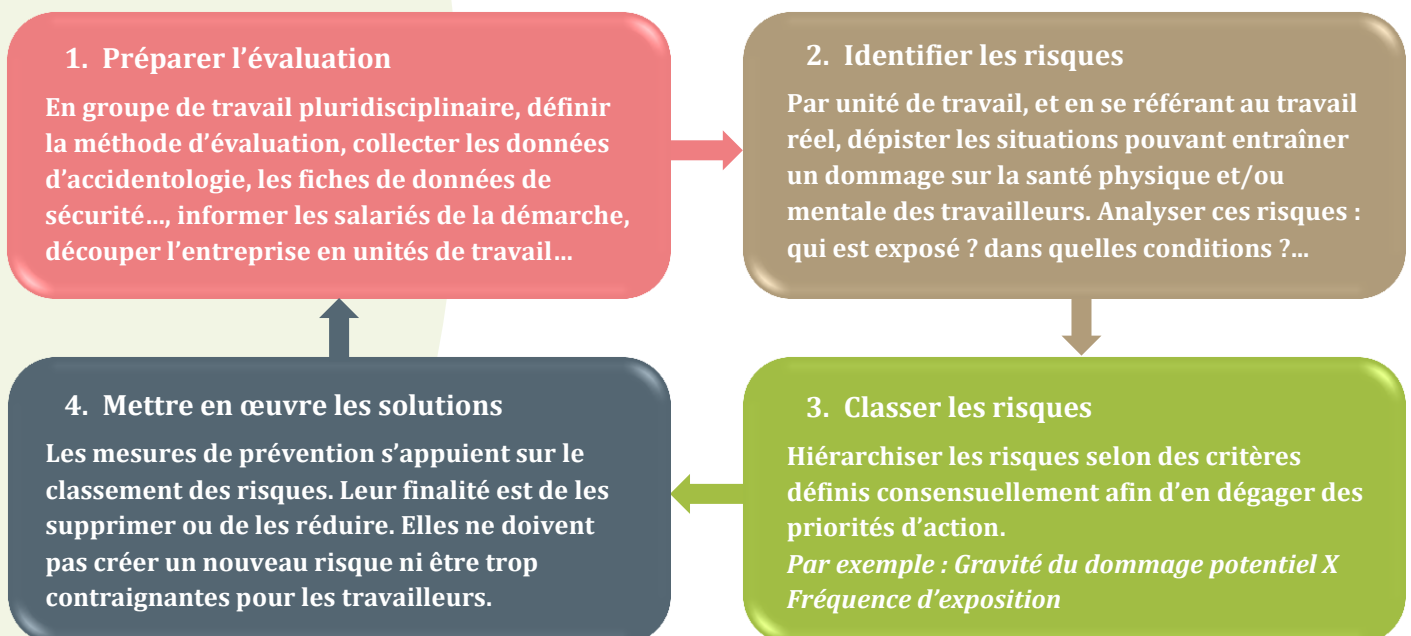 1. Préparer l’évaluation
En groupe de travail pluridisciplinaire, définir
la méthode d’évaluation, collecter les données
d’accidentologie, les fiches de données de
sécurité…, informer les salariés de la démarche,
découper l’entreprise en unités de travail…
2. Identifier les risques
Par unité de travail, et en se référant au travail
réel, dépister les situations pouvant entraîner
un dommage sur la santé physique et/ou
mentale des travailleurs. Analyser ces risques :
qui est exposé ? dans quelles conditions ?...
3. Classer les risques
Hiérarchiser les risques selon des critères
définis consensuellement afin d’en dégager des
priorités d’action.
Par exemple : Gravité du dommage potentiel X
Fréquence d’exposition
4. Mettre en œuvre les solutions
Les mesures de prévention s’appuient sur le
classement des risques. Leur finalité est de les
supprimer ou de les réduire. Elles ne doivent
pas créer un nouveau risque ni être trop
contraignantes pour les travailleurs.